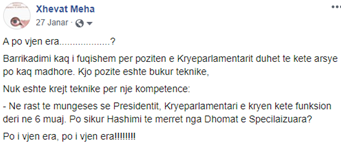 Xhevat Meha
27 Janar ·
A po vjen era..................?
Barrikadimi kaq i fuqishem per poziten e Kryeparlamentarit duhet te kete arsye
po kaq madhore. Kjo pozite eshte bukur teknike,
Nuk eshte krejt teknike per nje kompetence:
- Ne rast te mungeses se Presidentit, Kryeparlamentari e kryen kete funksion
deri ne 6 muaj. Po sikur Hashimi te merret nga Dhomat e Specilaizuara?
Po i vjen era, po i vjen era!!!!!!!!